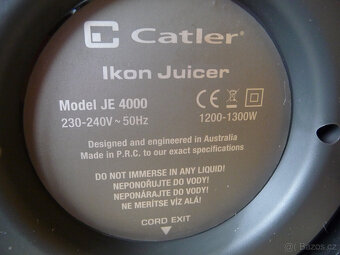 Catler®
Ikon Juicer
Model JE 4000
230-240V ~ 50Hz
CE
1200-1300W
Designed and engineered in Australia
Made in P.R.C. to our exact specifications
DO NOT IMMERSE IN ANY LIQUID!
NEPONOŘUJTE DO VODY!
NEPONÁRAJTE DO VODY!
NE MERÍTSE VÍZ ALÁ!
CORD EXIT
bazos.cz